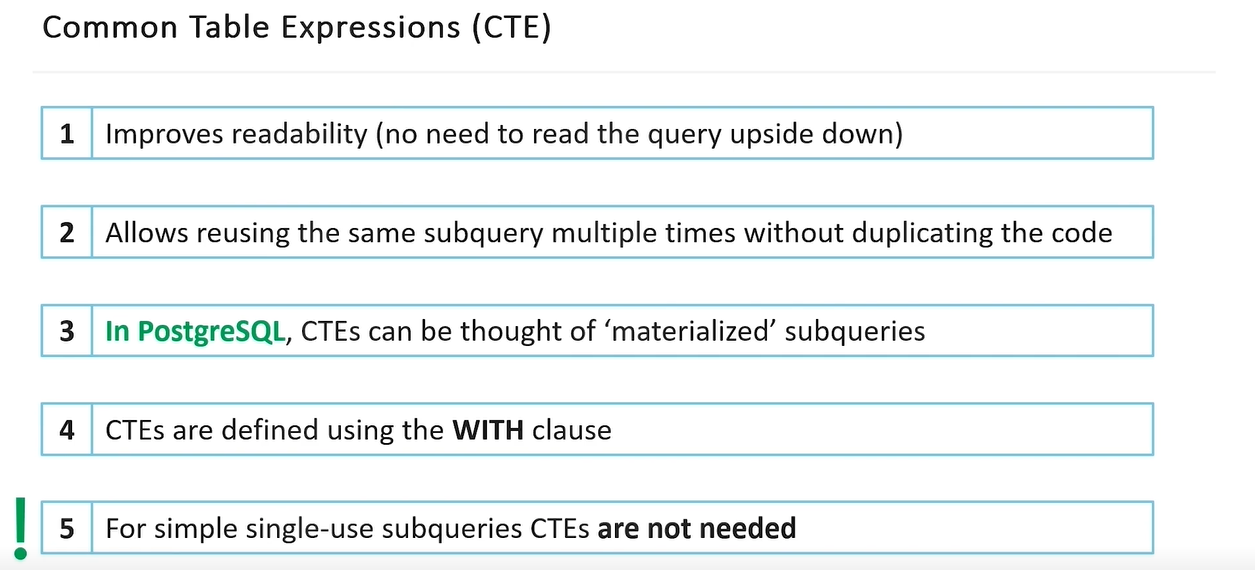 Common Table Expressions (CTE)
1 Improves readability (no need to read the query upside down)
2 Allows reusing the same subquery multiple times without duplicating the code
3 In PostgreSQL, CTEs can be thought of ‘materialized’ subqueries
4 CTEs are defined using the WITH clause
! 5 For simple single-use subqueries CTEs are not needed